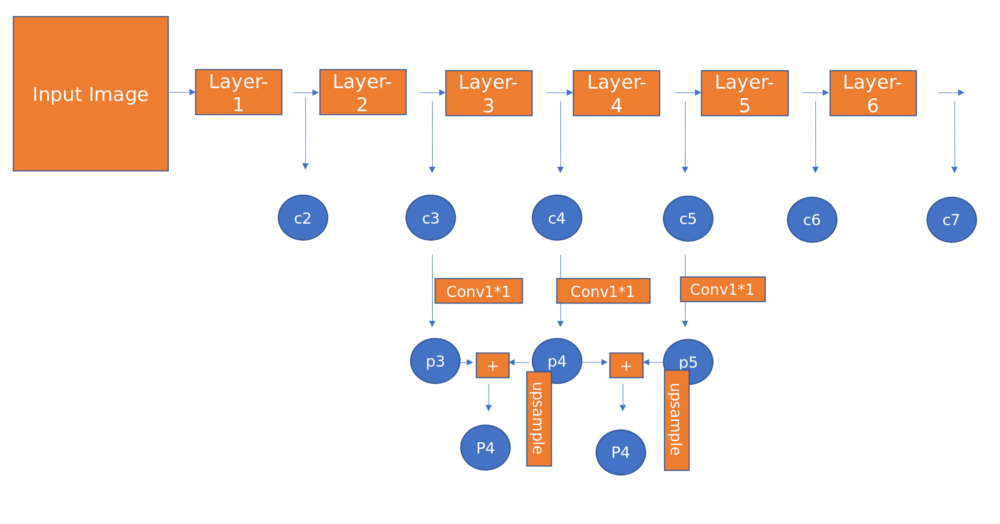 Input Image
Layer-
1
Layer-
2
Layer-
3
Layer-
4
Layer-
5
Layer-
6
c2
c3
c4
c5
c6
c7
Conv1*1
Conv1*1
Conv1*1
p3
+
p4
+
p5
upsample
upsample
P4
P4